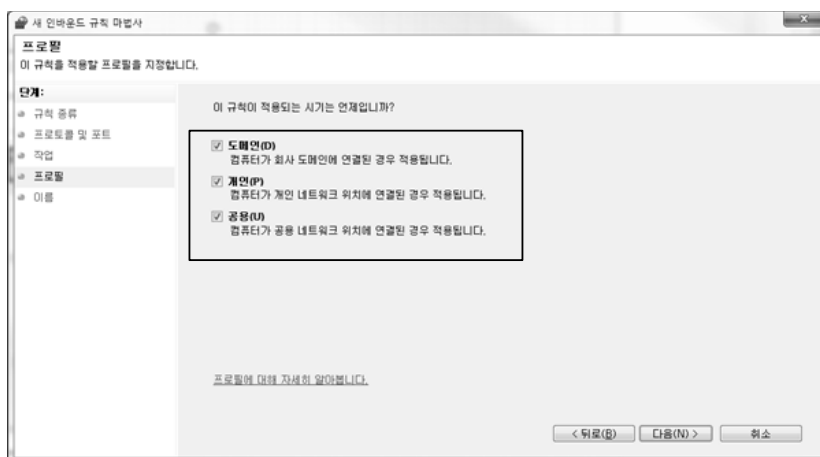 새 인바운드 규칙 마법사
프로필
이 규칙을 적용할 프로필을 지정합니다.
단계:
규칙 종류
프로토콜 및 포트
작업
프로필
이름
이 규칙이 적용되는 시기는 언제입니까?
도메인(D)
컴퓨터가 회사 도메인에 연결된 경우 적용됩니다.
개인(P)
컴퓨터가 개인 네트워크 위치에 연결된 경우 적용됩니다.
공용(U)
컴퓨터가 공용 네트워크 위치에 연결된 경우 적용됩니다.
프로필에 대해 자세히 알아봅니다.
< 뒤로(B) 다음(N) > 취소